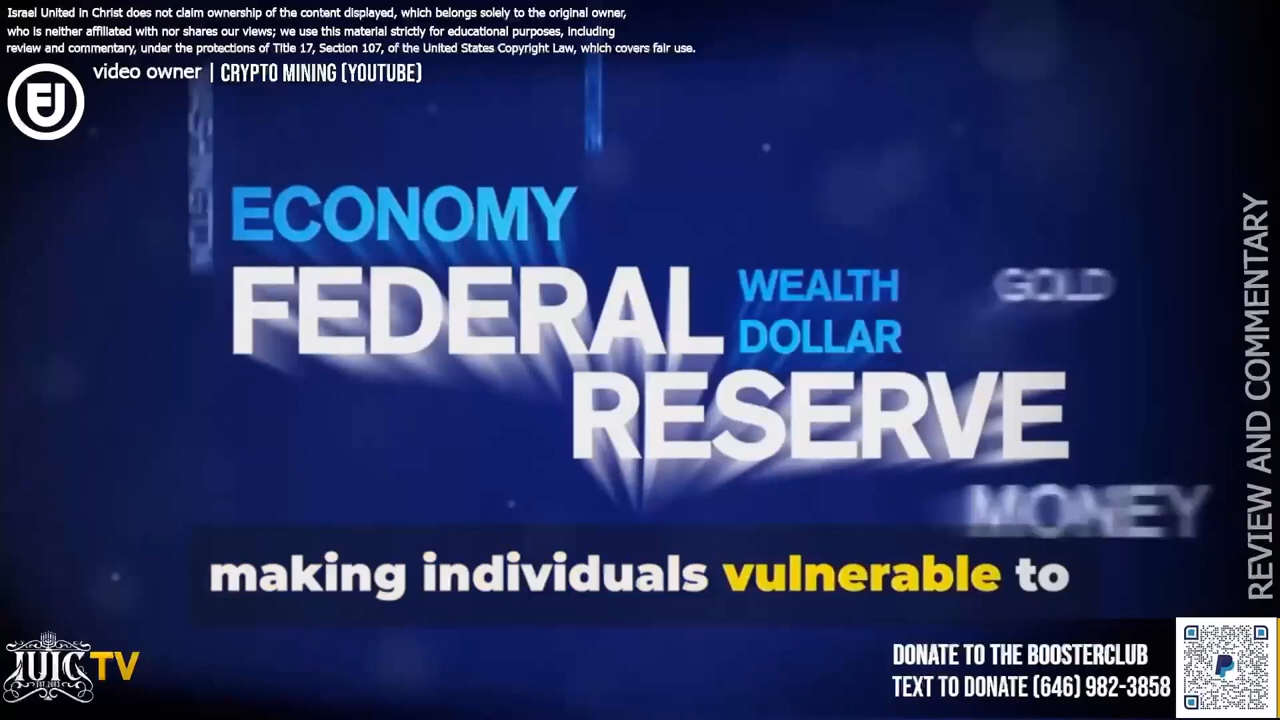 Israel United in Christ does not claim ownership of the content displayed, which belongs solely to the original owner,
who is neither affiliated with nor shares our views; we use this material strictly for educational purposes, including
review and commentary, under the protections of Title 17, Section 107, of the United States Copyright Law, which covers fair use.
video owner | CRYPTO MINING (YOUTUBE)
ECONOMY
FEDERAL
WEALTH
DOLLAR
GOLD
RESERVE
MONEY
making individuals vulnerable to
REVIEW AND COMMENTARY
IUIC TV
EST. 2003
DONATE TO THE BOOSTERCLUB
TEXT TO DONATE (646) 982-3858